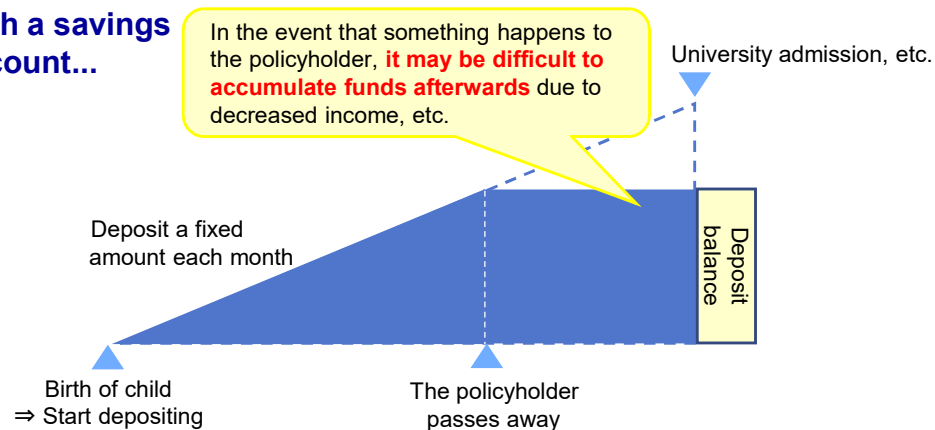 h a savings
count...
In the event that something happens to
the policyholder, it may be difficult to
accumulate funds afterwards due to
decreased income, etc.
University admission, etc.
Deposit a fixed
amount each month
Deposit
balance
Birth of child
⇒ Start depositing
The policyholder
passes away